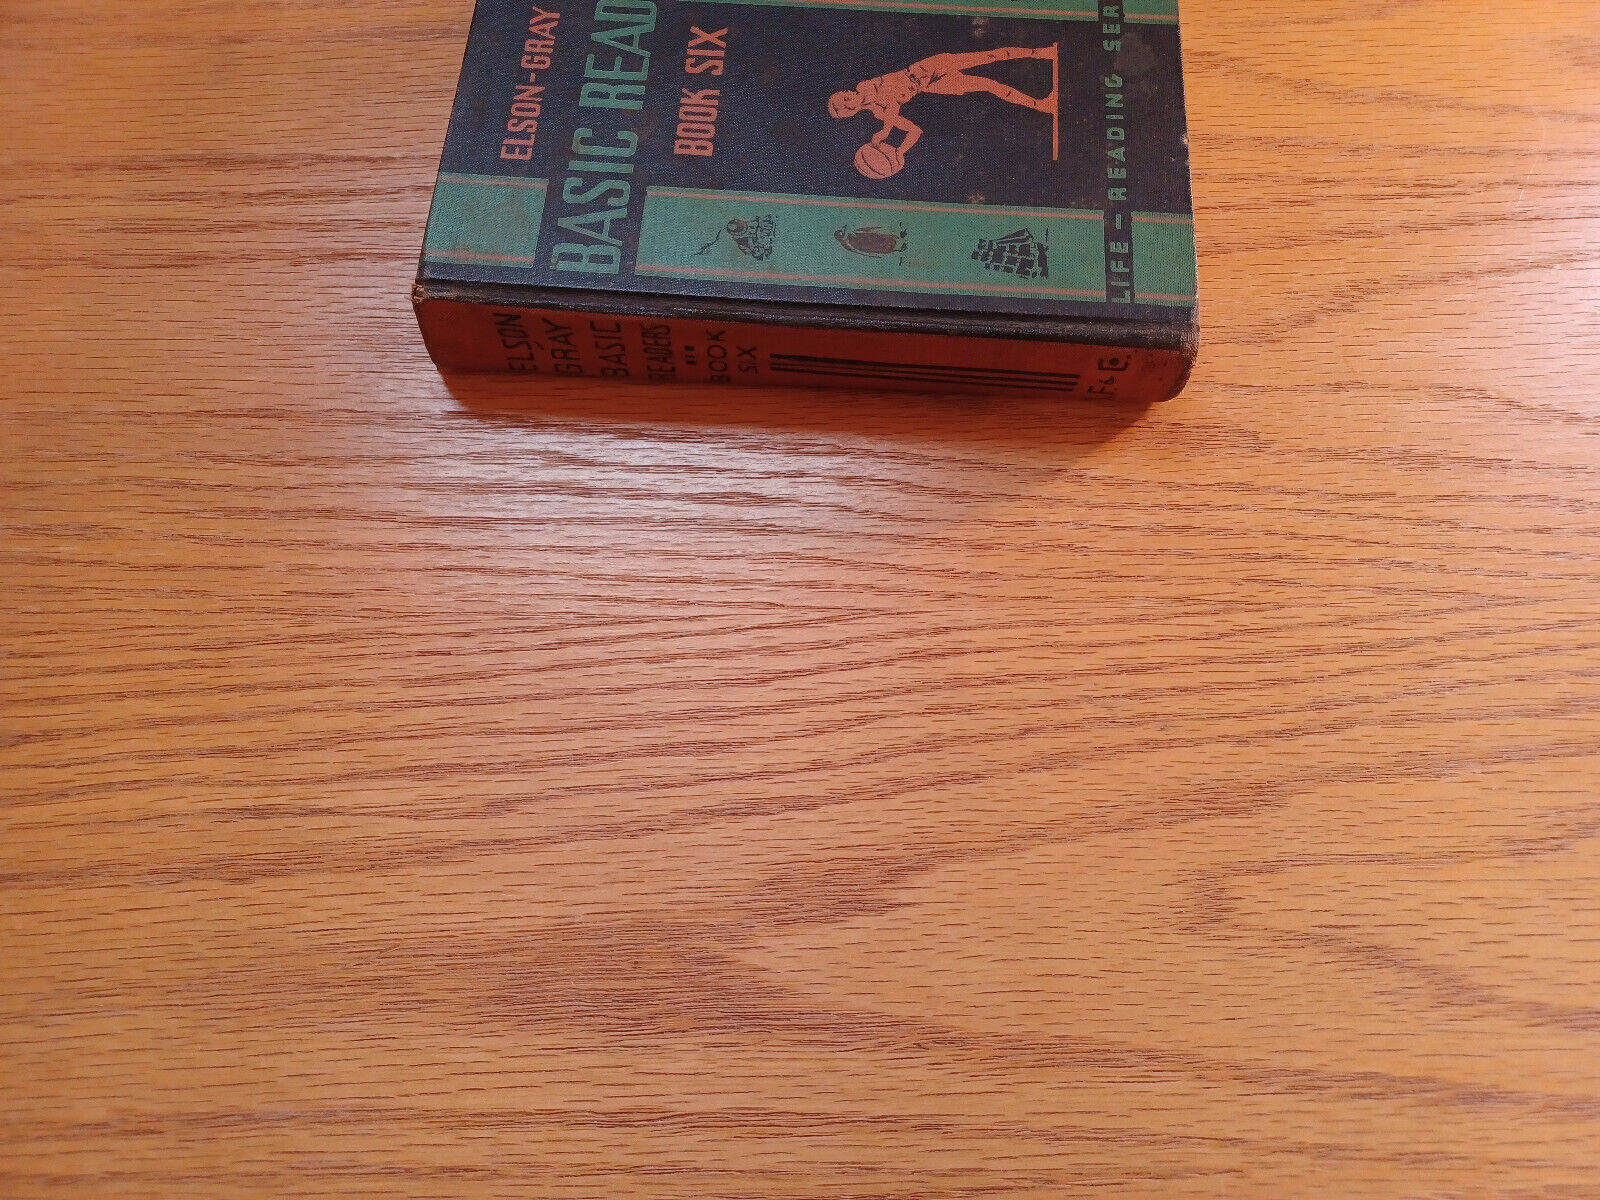 ELSON-GRAY
BASIC READ
BOOK SIX
LIFE-READING SER
ELSON
GRAY
BASIC
READERS
BOOK
SIX
S. F. & C.